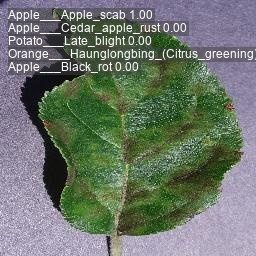 Apple___Apple_scab 1.00
Apple___Cedar_apple_rust 0.00
Potato___Late_blight 0.00
Orange___Haunglongbing_(Citrus_greening)
Apple___Black_rot 0.00